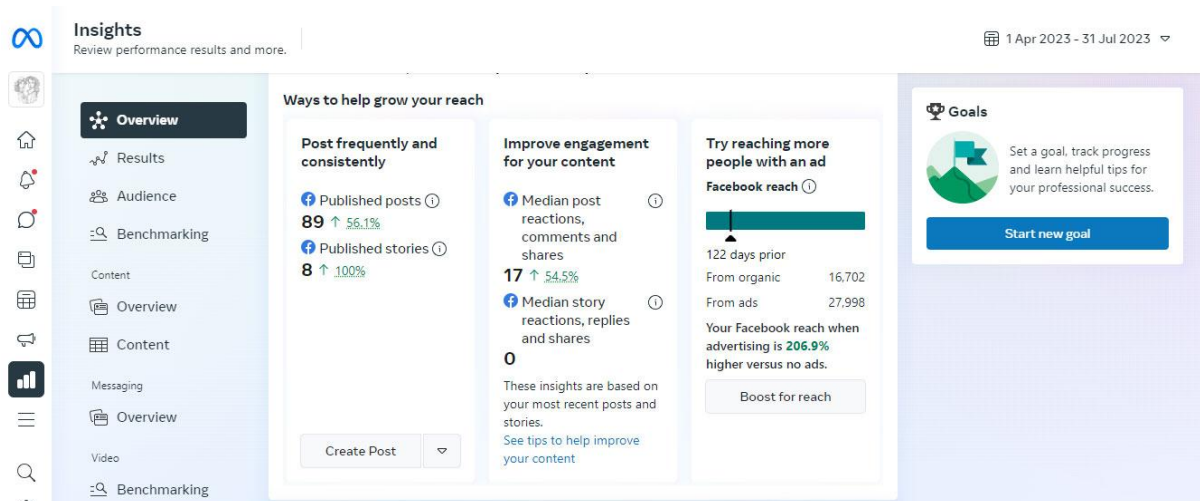 Insights
Review performance results and more.
1 Apr 2023 - 31 Jul 2023
Overview
Results
Audience
Benchmarking
Content
Overview
Content
Messaging
Overview
Video
Benchmarking
Ways to help grow your reach
Post frequently and
consistently
Published posts
89 ↑ 56.1%
Published stories
8 ↑ 100%
Create Post
Improve engagement
for your content
Median post
reactions,
comments and
shares
17 ↑ 54.5%
Median story
reactions, replies
and shares
0
These insights are based on
your most recent posts and
stories.
See tips to help improve
your content
Try reaching more
people with an ad
Facebook reach
122 days prior
From organic 16,702
From ads 27,998
Your Facebook reach when
advertising is 206.9%
higher versus no ads.
Boost for reach
Goals
Set a goal, track progress
and learn helpful tips for
your professional success.
Start new goal